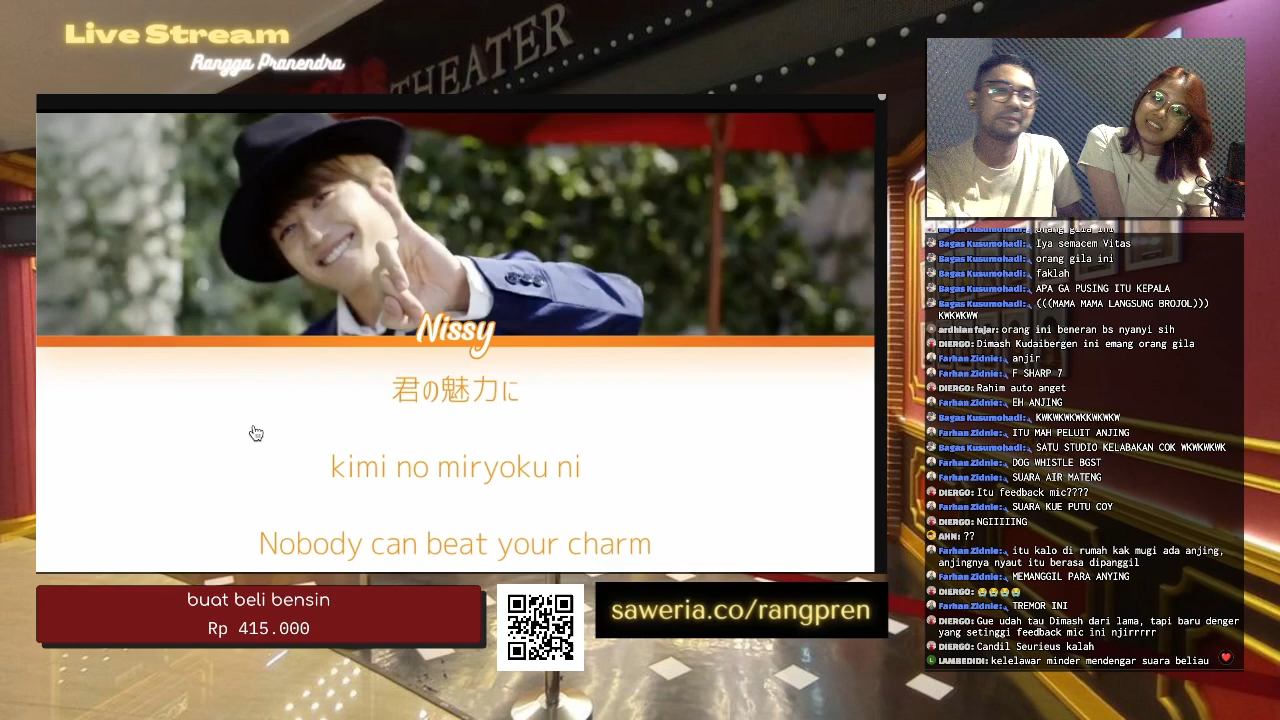 Live Stream
Rangga Pranendra
THEATER
Nissy
君の魅力に
kimi no miryoku ni
Nobody can beat your charm
buat beli bensin
Rp 415.000
saweria.co/rangpren
Bagas Kusumohadi: orang gila ini
Bagas Kusumohadi: Iya semacem Vitas
Bagas Kusumohadi: orang gila ini
Bagas Kusumohadi: faklah
Bagas Kusumohadi: APA GA PUSING ITU KEPALA
Bagas Kusumohadi: (((MAMA MAMA LANGSUNG BROJOL)))
KWKWKWW
ardhian fajar: orang ini beneran bs nyanyi sih
DIERGO: Dimash Kudaibergen ini emang orang gila
Farhan Zidnie: anjir
Farhan Zidnie: F SHARP 7
DIERGO: Rahim auto anget
Farhan Zidnie: EH ANJING
Bagas Kusumohadi: KWKWKWKWKKWKWKW
Farhan Zidnie: ITU MAH PELUIT ANJING
Bagas Kusumohadi: SATU STUDIO KELABAKAN COK WKWKWKWK
Farhan Zidnie: DOG WHISTLE BGST
Farhan Zidnie: SUARA AIR MATENG
DIERGO: Itu feedback mic????
Farhan Zidnie: SUARA KUE PUTU COY
DIERGO: NGIIIIING
AHN: ??
Farhan Zidnie: itu kalo di rumah kak mugi ada anjing,
anjingnya nyaut itu berasa dipanggil
Farhan Zidnie: MEMANGGIL PARA ANYING
DIERGO: 😭😭😭😭
Farhan Zidnie: TREMOR INI
DIERGO: Gue udah tau Dimash dari lama, tapi baru denger
yang setinggi feedback mic ini njirrrrr
DIERGO: Candil Seurieus kalah
LAMBEDIDI: kelelawar minder mendengar suara beliau